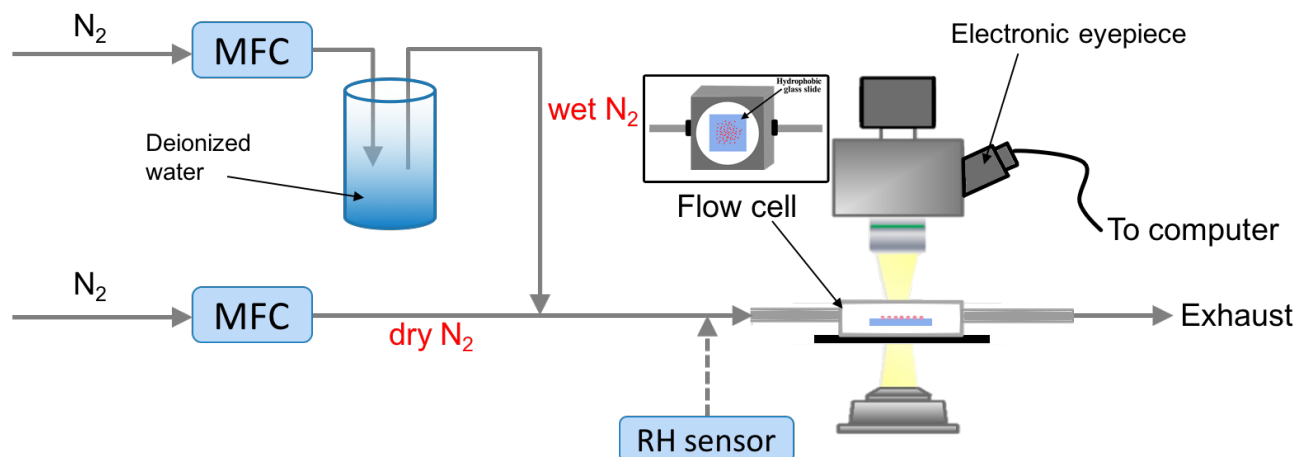 N₂
MFC
Deionized
water
wet N₂
Hydrophobic
glass slide
Electronic eyepiece
Flow cell
To computer
N₂
MFC
dry N₂
Exhaust
RH sensor